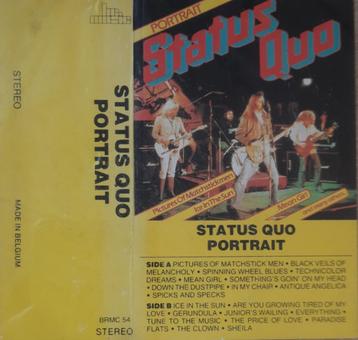 STEREO
MADE IN BELGIUM
STATUS QUO
PORTRAIT
BRMC 54
STEREO
PORTRAIT
Status
Quo
Pictures Of Matchstick men
Ice in The Sun
Mean Girl
and many others
STATUS QUO
PORTRAIT
SIDE A PICTURES OF MATCHSTICK MEN • BLACK VEILS OF
MELANCHOLY • SPINNING WHEEL BLUES • TECHNICOLOR
DREAMS • MEAN GIRL • SOMETHING'S GOIN' ON MY HEAD
• DOWN THE DUSTPIPE • IN MY CHAIR • ANTIQUE ANGELICA
• SPICKS AND SPECKS
SIDE B ICE IN THE SUN • ARE YOU GROWING TIRED OF MY
LOVE • GERUNDULA • JUNIOR'S WAILING • EVERYTHING •
TUNE TO THE MUSIC • THE PRICE OF LOVE • PARADISE
FLATS • THE CLOWN • SHEILA